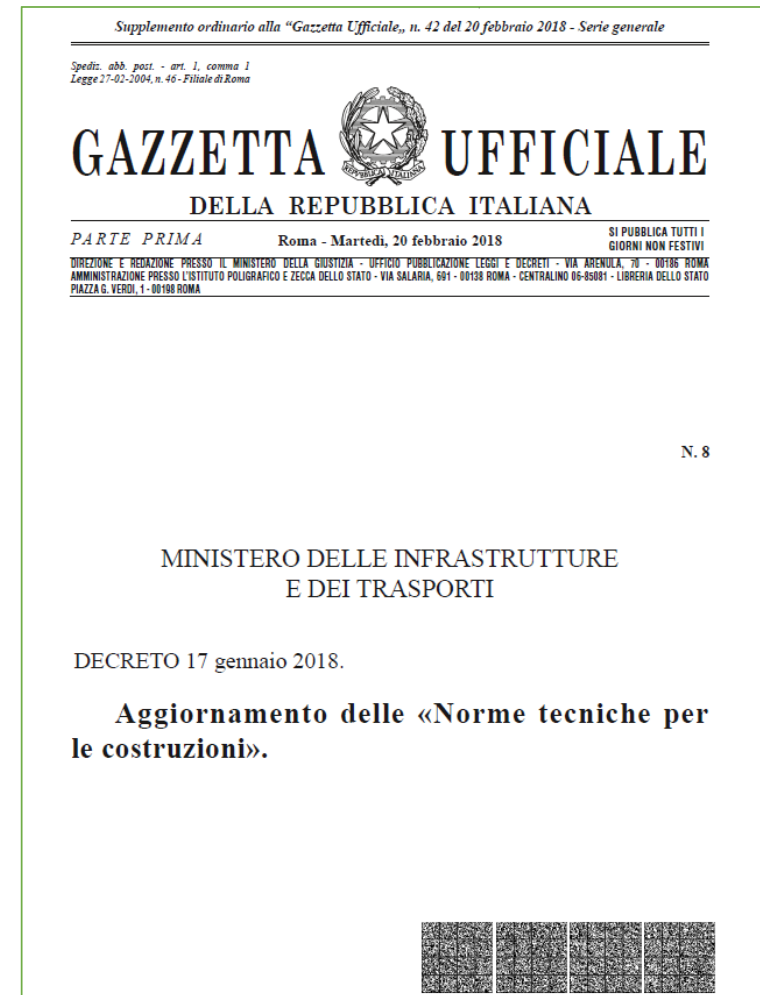 Supplemento ordinario alla “Gazzetta Ufficiale„ n. 42 del 20 febbraio 2018 - Serie generale
Spediz. abb. post. - art. 1, comma 1
Legge 27-02-2004, n. 46 - Filiale di Roma
GAZZETTA UFFICIALE
REPVBBLICA ITALIANA
DELLA REPUBBLICA ITALIANA
PARTE PRIMA
Roma - Martedì, 20 febbraio 2018
SI PUBBLICA TUTTI I
GIORNI NON FESTIVI
DIREZIONE E REDAZIONE PRESSO IL MINISTERO DELLA GIUSTIZIA - UFFICIO PUBBLICAZIONE LEGGI E DECRETI - VIA ARENULA, 70 - 00186 ROMA
AMMINISTRAZIONE PRESSO L'ISTITUTO POLIGRAFICO E ZECCA DELLO STATO - VIA SALARIA, 691 - 00138 ROMA - CENTRALINO 06-85081 - LIBRERIA DELLO STATO
PIAZZA G. VERDI, 1 - 00198 ROMA
N. 8
MINISTERO DELLE INFRASTRUTTURE
E DEI TRASPORTI
DECRETO 17 gennaio 2018.
Aggiornamento delle «Norme tecniche per
le costruzioni».